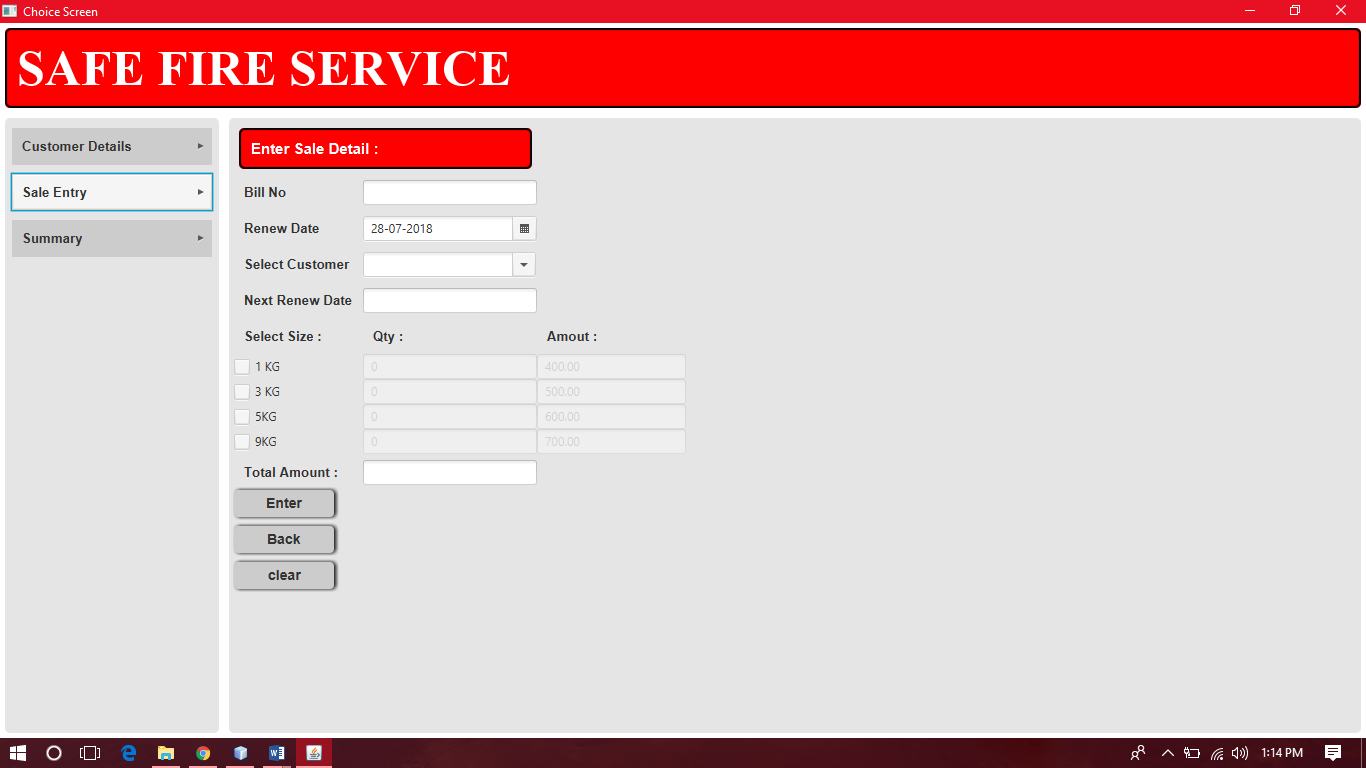 Choice Screen
SAFE FIRE SERVICE
Customer Details
Sale Entry
Summary
Enter Sale Detail :
Bill No
Renew Date 28-07-2018
Select Customer
Next Renew Date
Select Size : Qty : Amout :
1 KG 0 400.00
3 KG 0 500.00
5KG 0 600.00
9KG 0 700.00
Total Amount :
Enter
Back
clear
1:14 PM